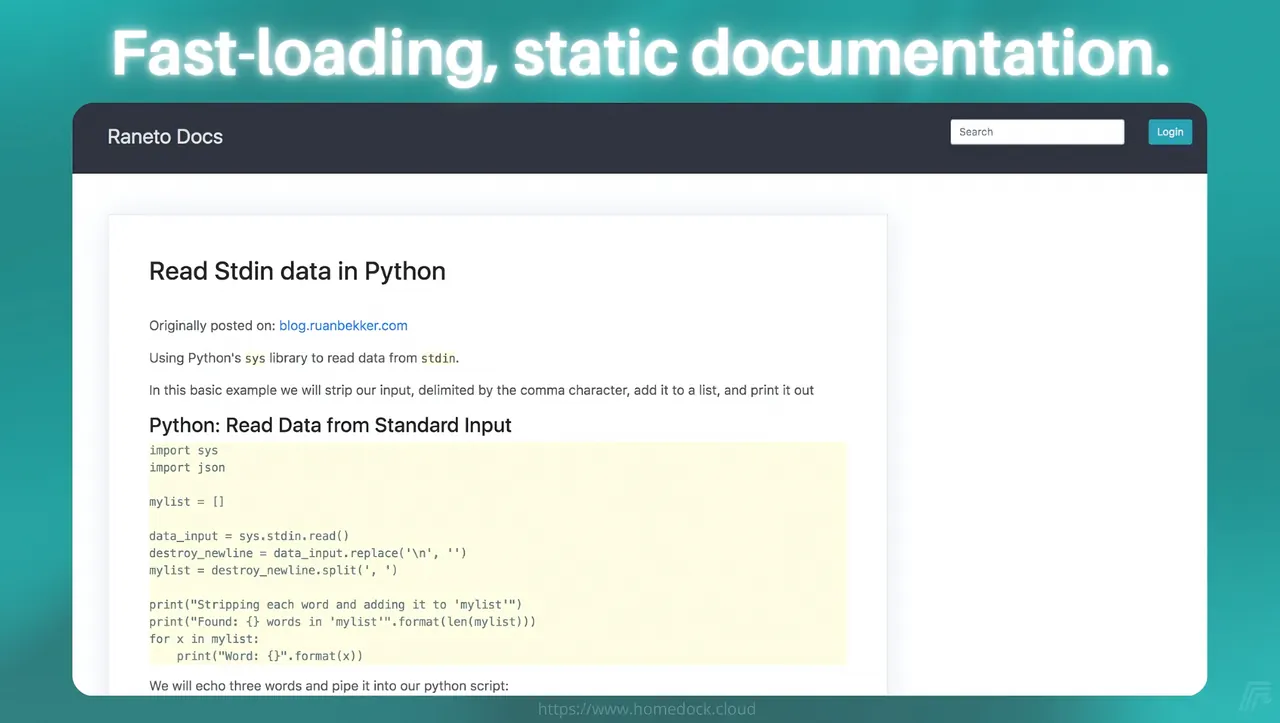 Fast-loading, static documentation.
Raneto Docs
Search
Login
Read Stdin data in Python
Originally posted on: blog.ruanbekker.com
Using Python's sys library to read data from stdin.
In this basic example we will strip our input, delimited by the comma character, add it to a list, and print it out
Python: Read Data from Standard Input
import sys
import json
mylist = []
data_input = sys.stdin.read()
destroy_newline = data_input.replace('\n', '')
mylist = destroy_newline.split(', ')
print("Stripping each word and adding it to 'mylist'")
print("Found: {} words in 'mylist'".format(len(mylist)))
for x in mylist:
    print("Word: {}".format(x))
We will echo three words and pipe it into our python script:
https://www.homedock.cloud